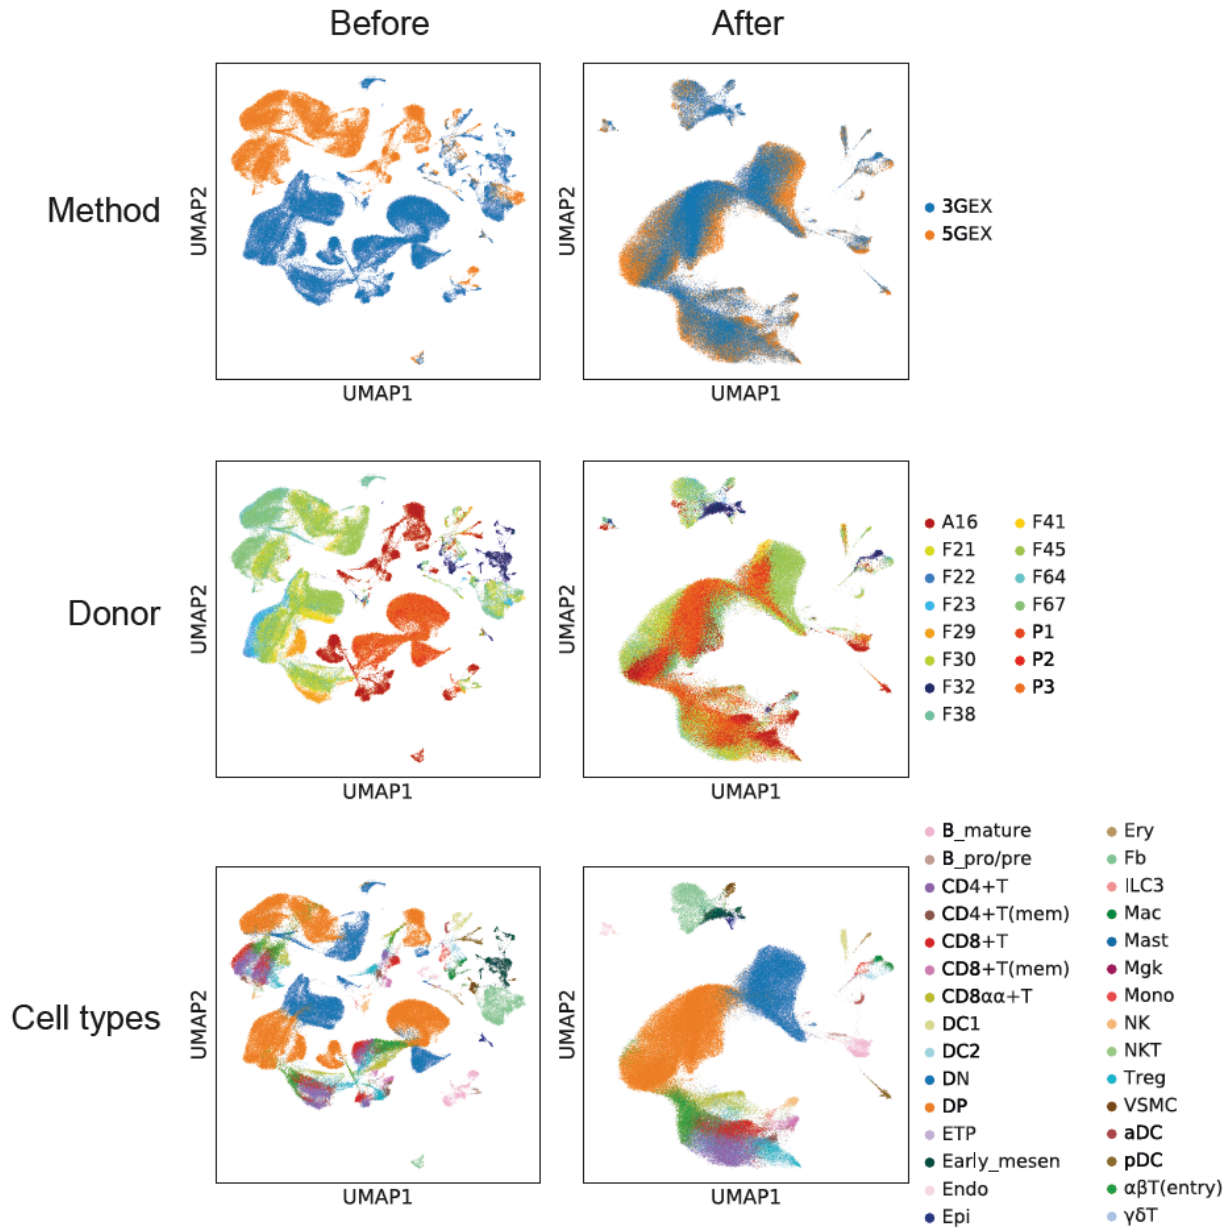 Before After
Method
UMAP2
UMAP1
UMAP2
UMAP1
3GEX
5GEX
Donor
UMAP2
UMAP1
UMAP2
UMAP1
A16 F41
F21 F45
F22 F64
F23 F67
F29 P1
F30 P2
F32 P3
F38
Cell types
UMAP2
UMAP1
UMAP2
UMAP1
B_mature Ery
B_pro/pre Fb
CD4+T ILC3
CD4+T(mem) Mac
CD8+T Mast
CD8+T(mem) Mgk
CD8αα+T Mono
DC1 NK
DC2 NKT
DN Treg
DP VSMC
ETP aDC
Early_mesen pDC
Endo αβT(entry)
Epi γδT